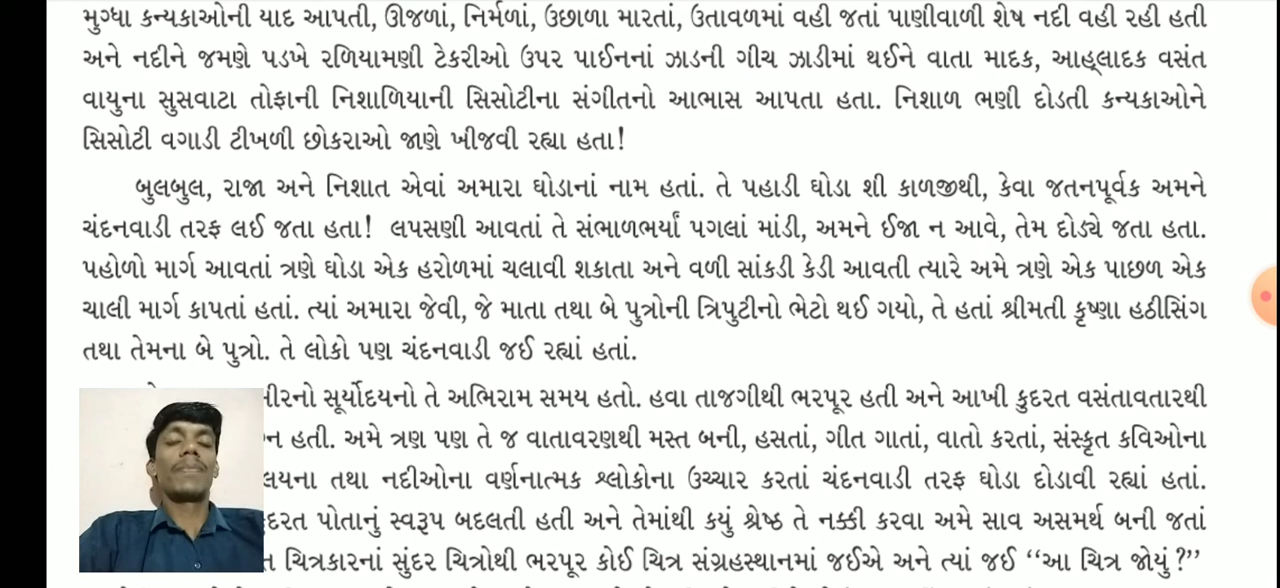 મુગ્ધા કન્યકાઓની યાદ આપતી, ઊજળાં, નિર્મળાં, ઉછાળા મારતાં, ઉતાવળમાં વહી જતાં પાણીવાળી શેષ નદી વહી રહી હતી
અને નદીને જમણે પડખે રળિયામણી ટેકરીઓ ઉપર પાઈનનાં ઝાડની ગીચ ઝાડીમાં થઈને વાતા માદક, આહ્લાદક વસંત
વાયુના સુસવાટા તોફાની નિશાળિયાની સિસોટીના સંગીતનો આભાસ આપતા હતા. નિશાળ ભણી દોડતી કન્યકાઓને
સિસોટી વગાડી ટીખળી છોકરાઓ જાણે ખીજવી રહ્યા હતા!
બુલબુલ, રાજા અને નિશાત એવાં અમારા ઘોડાનાં નામ હતાં. તે પહાડી ઘોડા શી કાળજીથી, કેવા જતનપૂર્વક અમને
ચંદનવાડી તરફ લઈ જતા હતા! લપસણી આવતાં તે સંભાળભર્યાં પગલાં માંડી, અમને ઈજા ન આવે, તેમ દોડ્યે જતા હતા.
પહોળો માર્ગ આવતાં ત્રણે ઘોડા એક હરોળમાં ચલાવી શકાતા અને વળી સાંકડી કેડી આવતી ત્યારે અમે ત્રણે એક પાછળ એક
ચાલી માર્ગ કાપતાં હતાં. ત્યાં અમારા જેવી, જે માતા તથા બે પુત્રોની ત્રિપુટીનો ભેટો થઈ ગયો, તે હતાં શ્રીમતી કૃષ્ણા હઠીસિંગ
તથા તેમના બે પુત્રો. તે લોકો પણ ચંદનવાડી જઈ રહ્યાં હતાં.
સૂર્યોદયનો તે અભિરામ સમય હતો. હવા તાજગીથી ભરપૂર હતી અને આખી કુદરત વસંતાવતારથી
હતી. અમે ત્રણ પણ તે જ વાતાવરણથી મસ્ત બની, હસતાં, ગીત ગાતાં, વાતો કરતાં, સંસ્કૃત કવિઓના
તથા નદીઓના વર્ણનાત્મક શ્લોકોના ઉચ્ચાર કરતાં ચંદનવાડી તરફ ઘોડા દોડાવી રહ્યાં હતાં.
પોતાનું સ્વરૂપ બદલતી હતી અને તેમાંથી કયું શ્રેષ્ઠ તે નક્કી કરવા અમે સાવ અસમર્થ બની જતાં
ચિત્રકારનાં સુંદર ચિત્રોથી ભરપૂર કોઈ ચિત્ર સંગ્રહસ્થાનમાં જઈએ અને ત્યાં જઈ ‘‘આ ચિત્ર જોયું?’’